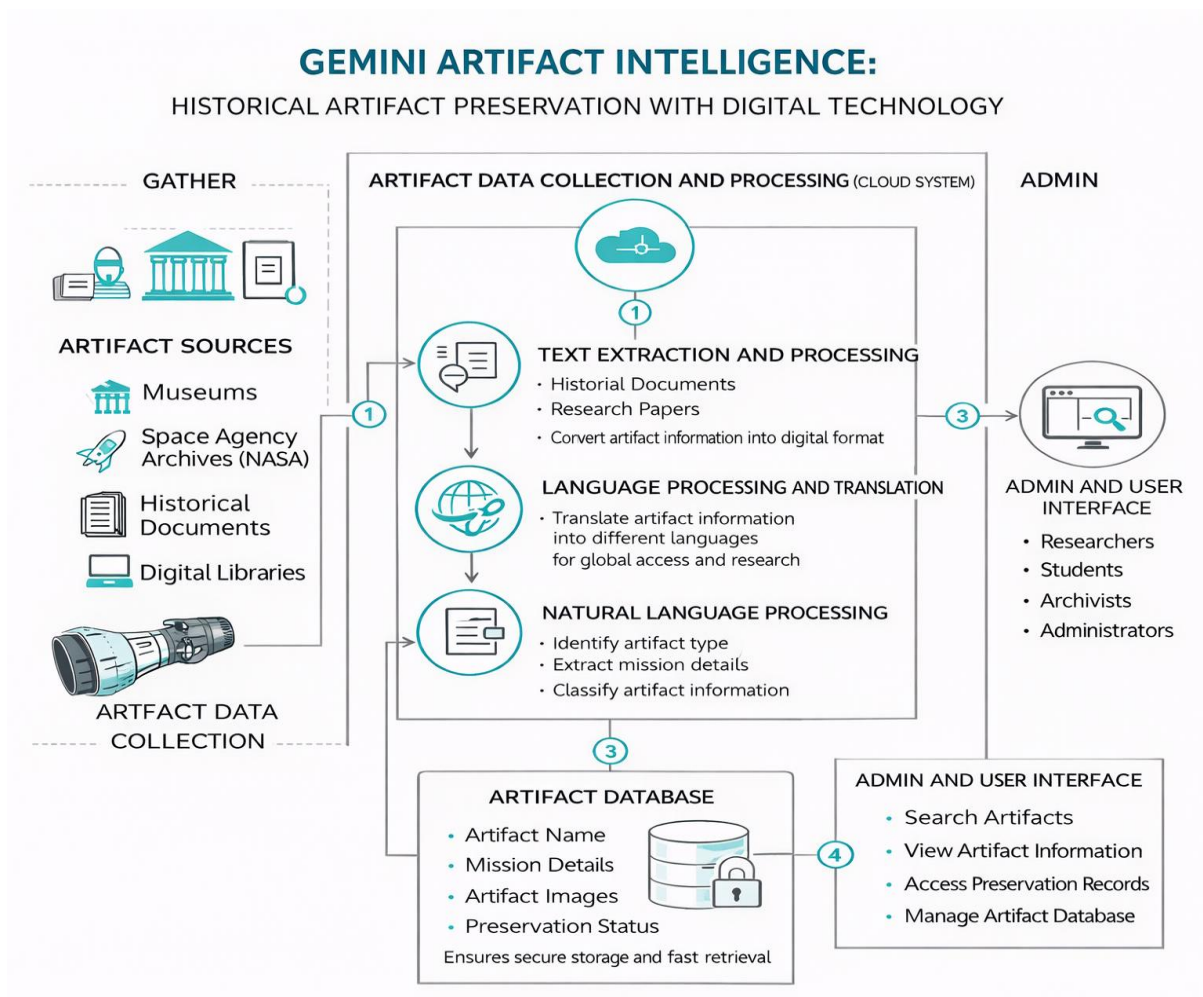 GEMINI ARTIFACT INTELLIGENCE:
HISTORICAL ARTIFACT PRESERVATION WITH DIGITAL TECHNOLOGY
GATHER
ARTIFACT SOURCES
Museums
Space Agency
Archives (NASA)
Historical
Documents
Digital Libraries
ARTFACT DATA
COLLECTION
1
ARTIFACT DATA COLLECTION AND PROCESSING (CLOUD SYSTEM)
1
TEXT EXTRACTION AND PROCESSING
· Historial Documents
· Research Papers
· Convert artifact information into digital format
LANGUAGE PROCESSING AND TRANSLATION
· Translate artifact information
into different languages
for global access and research
NATURAL LANGUAGE PROCESSING
· Identify artifact type
· Extract mission details
· Classify artifact information
3
ADMIN
ADMIN AND USER
INTERFACE
• Researchers
• Students
• Archivists
• Administrators
3
ARTIFACT DATABASE
• Artifact Name
• Mission Details
• Artifact Images
• Preservation Status
Ensures secure storage and fast retrieval
4
ADMIN AND USER INTERFACE
• Search Artifacts
• View Artifact Information
• Access Preservation Records
• Manage Artifact Database